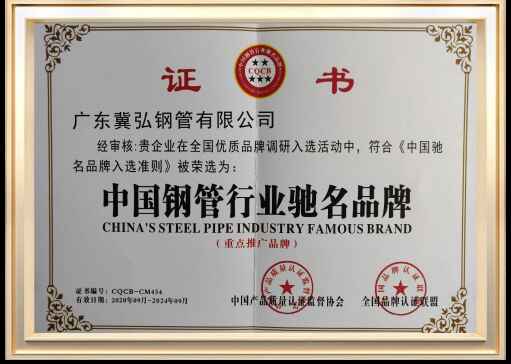 证 书
CQCB
广东冀弘钢管有限公司
经审核:贵企业在全国优质品牌调研入选活动中，符合《中国驰
名品牌入选准则》被荣选为：
中国钢管行业驰名品牌
CHINA'S STEEL PIPE INDUSTRY FAMOUS BRAND
（重点推广品牌）
证书编号：CQCB-CM454
有效日期：2020年09月-2024年09月
中国产品质量认证监督协会 全国品牌认证联盟